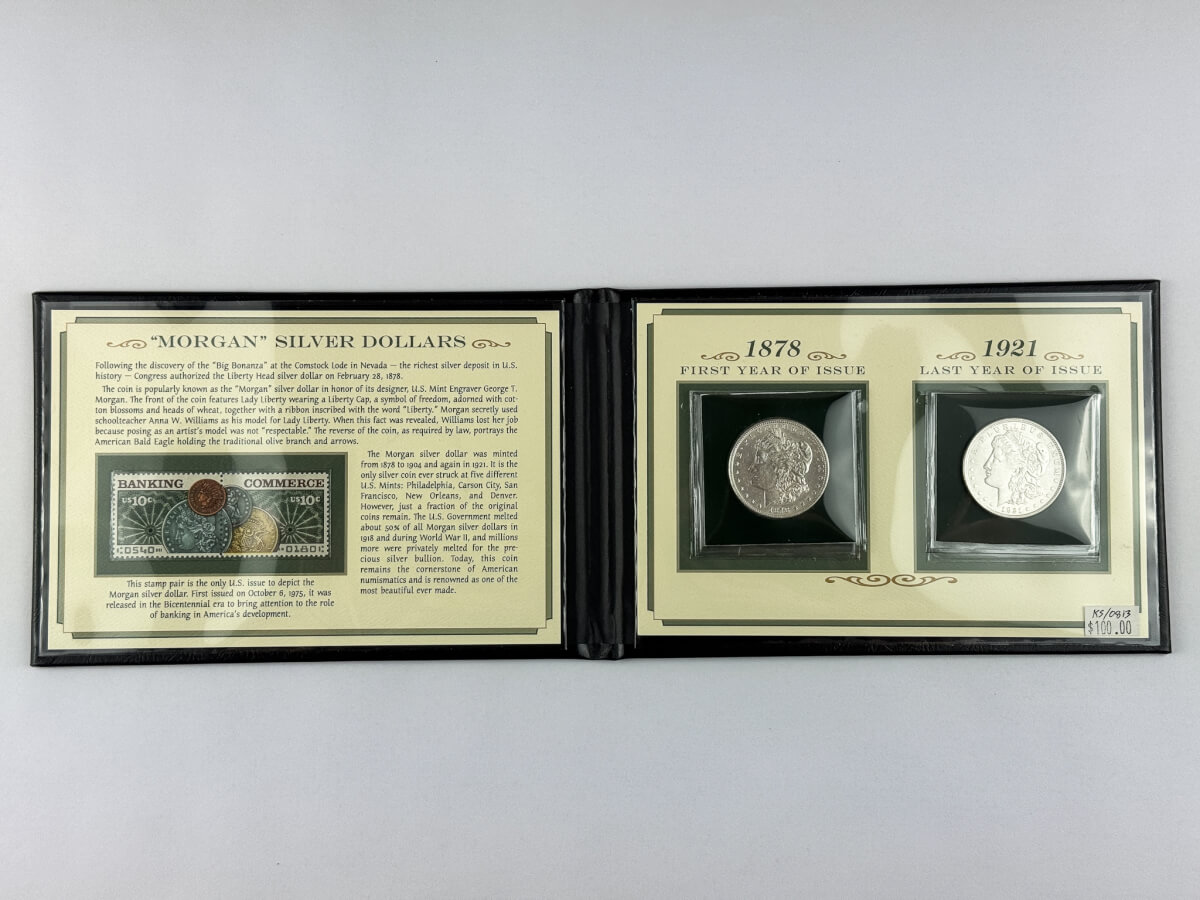 "MORGAN" SILVER DOLLARS
Following the discovery of the "Big Bonanza" at the Comstock Lode in Nevada — the richest silver deposit in U.S.
history — Congress authorized the Liberty Head silver dollar on February 28, 1878.
The coin is popularly known as the "Morgan" silver dollar in honor of its designer, U.S. Mint Engraver George T.
Morgan. The front of the coin features Lady Liberty wearing a Liberty Cap, a symbol of freedom, adorned with cot-
ton blossoms and heads of wheat, together with a ribbon inscribed with the word "Liberty." Morgan secretly used
schoolteacher Anna W. Williams as his model for Lady Liberty. When this fact was revealed, Williams lost her job
because posing as an artist's model was not "respectable." The reverse of the coin, as required by law, portrays the
American Bald Eagle holding the traditional olive branch and arrows.
BANKING COMMERCE
US10c US10c
0540 0180
This stamp pair is the only U.S. issue to depict the
Morgan silver dollar. First issued on October 6, 1975, it was
released in the Bicentennial era to bring attention to the role
of banking in America's development.
The Morgan silver dollar was minted
from 1878 to 1904 and again in 1921. It is the
only silver coin ever struck at five different
U.S. Mints: Philadelphia, Carson City, San
Francisco, New Orleans, and Denver.
However, just a fraction of the original
coins remain. The U.S. Government melted
about 50% of all Morgan silver dollars in
1918 and during World War II, and millions
more were privately melted for the pre-
cious silver bullion. Today, this coin
remains the cornerstone of American
numismatics and is renowned as one of the
most beautiful ever made.
1878
FIRST YEAR OF ISSUE
1921
LAST YEAR OF ISSUE
PLURIBUS
1921
KS/0813
$100.00